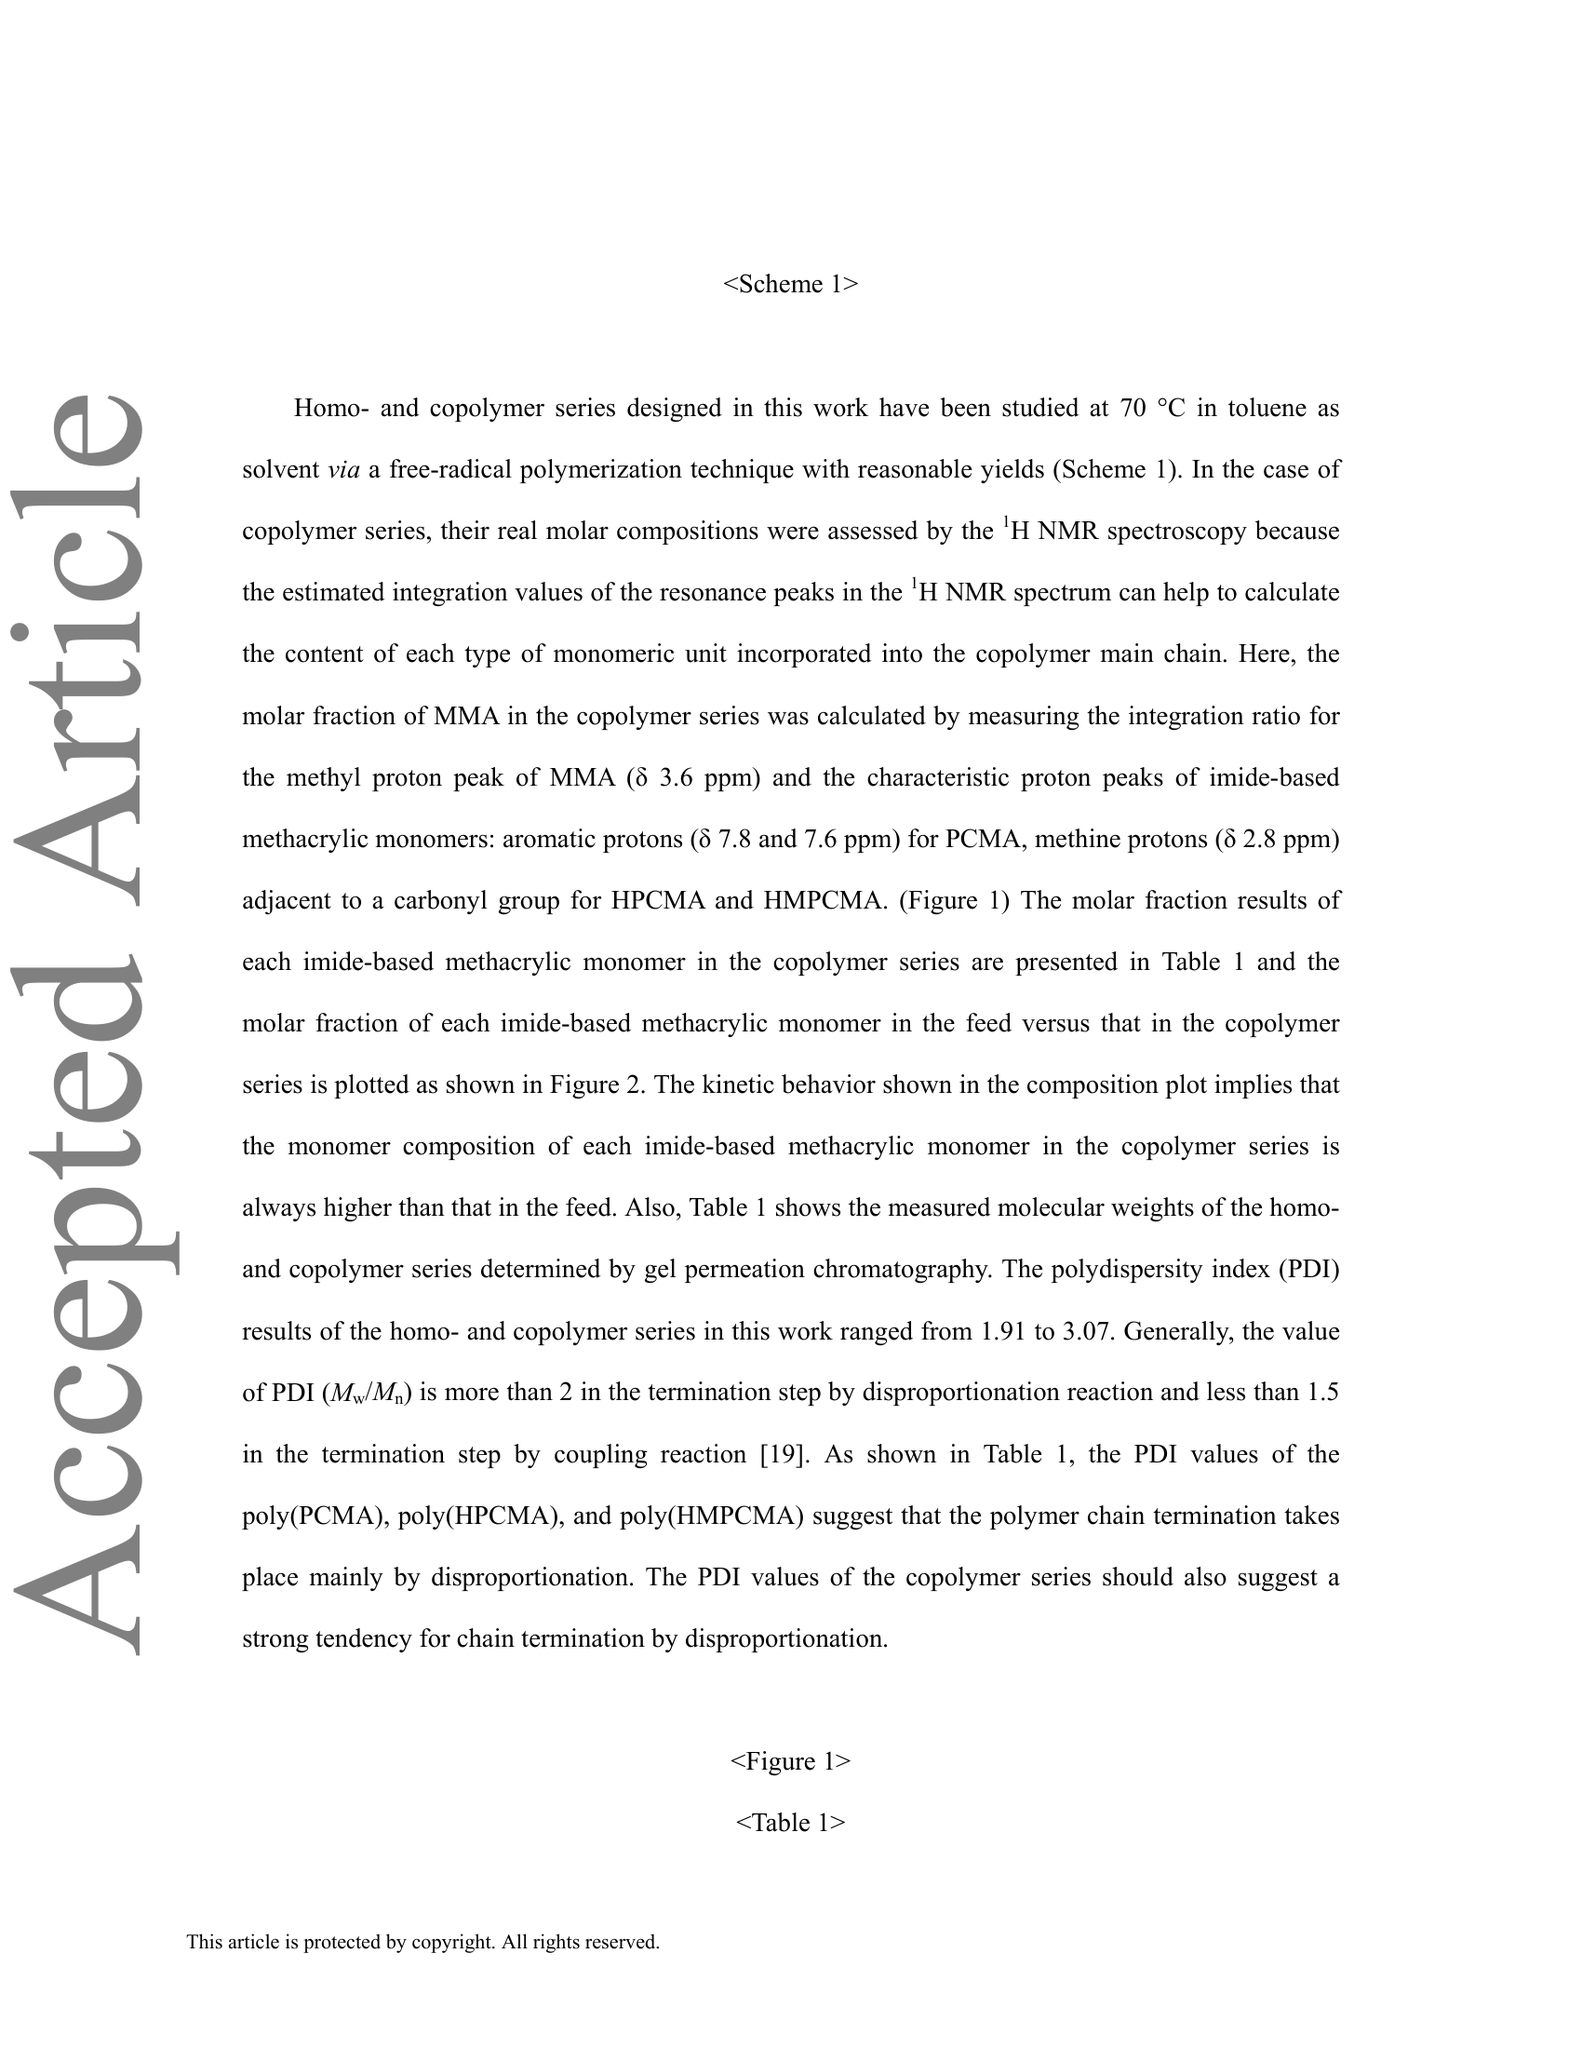 <Scheme 1>
Homo- and copolymer series designed in this work have been studied at 70 °C in toluene as
solvent via a free-radical polymerization technique with reasonable yields (Scheme 1). In the case of
copolymer series, their real molar compositions were assessed by the ¹H NMR spectroscopy because
the estimated integration values of the resonance peaks in the ¹H NMR spectrum can help to calculate
the content of each type of monomeric unit incorporated into the copolymer main chain. Here, the
molar fraction of MMA in the copolymer series was calculated by measuring the integration ratio for
the methyl proton peak of MMA (δ 3.6 ppm) and the characteristic proton peaks of imide-based
methacrylic monomers: aromatic protons (δ 7.8 and 7.6 ppm) for PCMA, methine protons (δ 2.8 ppm)
adjacent to a carbonyl group for HPCMA and HMPCMA. (Figure 1) The molar fraction results of
each imide-based methacrylic monomer in the copolymer series are presented in Table 1 and the
molar fraction of each imide-based methacrylic monomer in the feed versus that in the copolymer
series is plotted as shown in Figure 2. The kinetic behavior shown in the composition plot implies that
the monomer composition of each imide-based methacrylic monomer in the copolymer series is
always higher than that in the feed. Also, Table 1 shows the measured molecular weights of the homo-
and copolymer series determined by gel permeation chromatography. The polydispersity index (PDI)
results of the homo- and copolymer series in this work ranged from 1.91 to 3.07. Generally, the value
of PDI (Mw/Mn) is more than 2 in the termination step by disproportionation reaction and less than 1.5
in the termination step by coupling reaction [19]. As shown in Table 1, the PDI values of the
poly(PCMA), poly(HPCMA), and poly(HMPCMA) suggest that the polymer chain termination takes
place mainly by disproportionation. The PDI values of the copolymer series should also suggest a
strong tendency for chain termination by disproportionation.
<Figure 1>
<Table 1>
This article is protected by copyright. All rights reserved.
Accepted Article